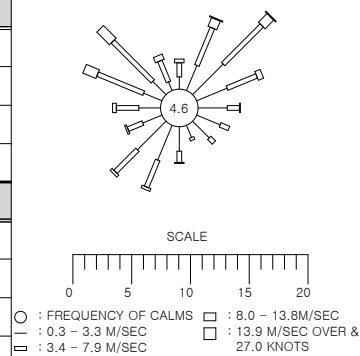 4.6
SCALE
0 5 10 15 20
: FREQUENCY OF CALMS
: 8.0 - 13.8M/SEC
: 0.3 - 3.3 M/SEC
: 13.9 M/SEC OVER &
: 3.4 - 7.9 M/SEC
27.0 KNOTS